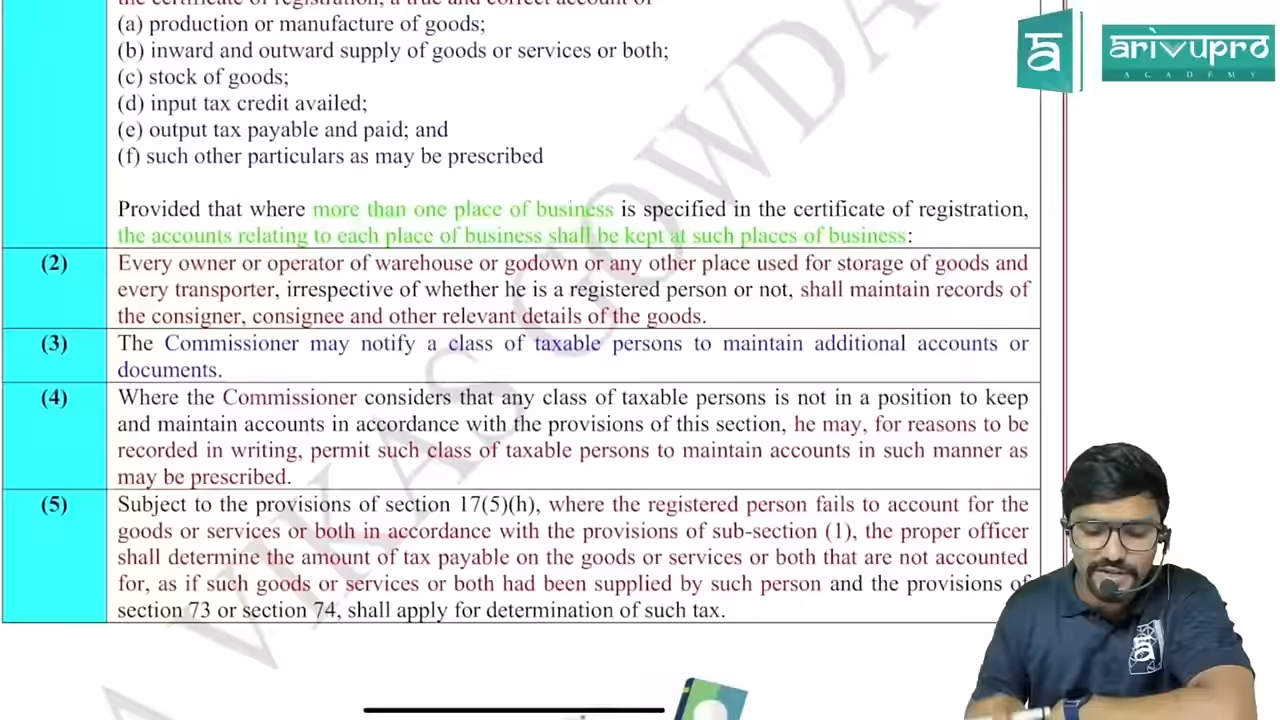 the certificate of registration, a true and correct account of
(a) production or manufacture of goods;
(b) inward and outward supply of goods or services or both;
(c) stock of goods;
(d) input tax credit availed;
(e) output tax payable and paid; and
(f) such other particulars as may be prescribed
Provided that where more than one place of business is specified in the certificate of registration,
the accounts relating to each place of business shall be kept at such places of business:
(2) Every owner or operator of warehouse or godown or any other place used for storage of goods and
every transporter, irrespective of whether he is a registered person or not, shall maintain records of
the consigner, consignee and other relevant details of the goods.
(3) The Commissioner may notify a class of taxable persons to maintain additional accounts or
documents.
(4) Where the Commissioner considers that any class of taxable persons is not in a position to keep
and maintain accounts in accordance with the provisions of this section, he may, for reasons to be
recorded in writing, permit such class of taxable persons to maintain accounts in such manner as
may be prescribed.
(5) Subject to the provisions of section 17(5)(h), where the registered person fails to account for the
goods or services or both in accordance with the provisions of sub-section (1), the proper officer
shall determine the amount of tax payable on the goods or services or both that are not accounted
for, as if such goods or services or both had been supplied by such person and the provisions of
section 73 or section 74, shall apply for determination of such tax.
VIKAS GOWDA
arivupro
ACADEMY